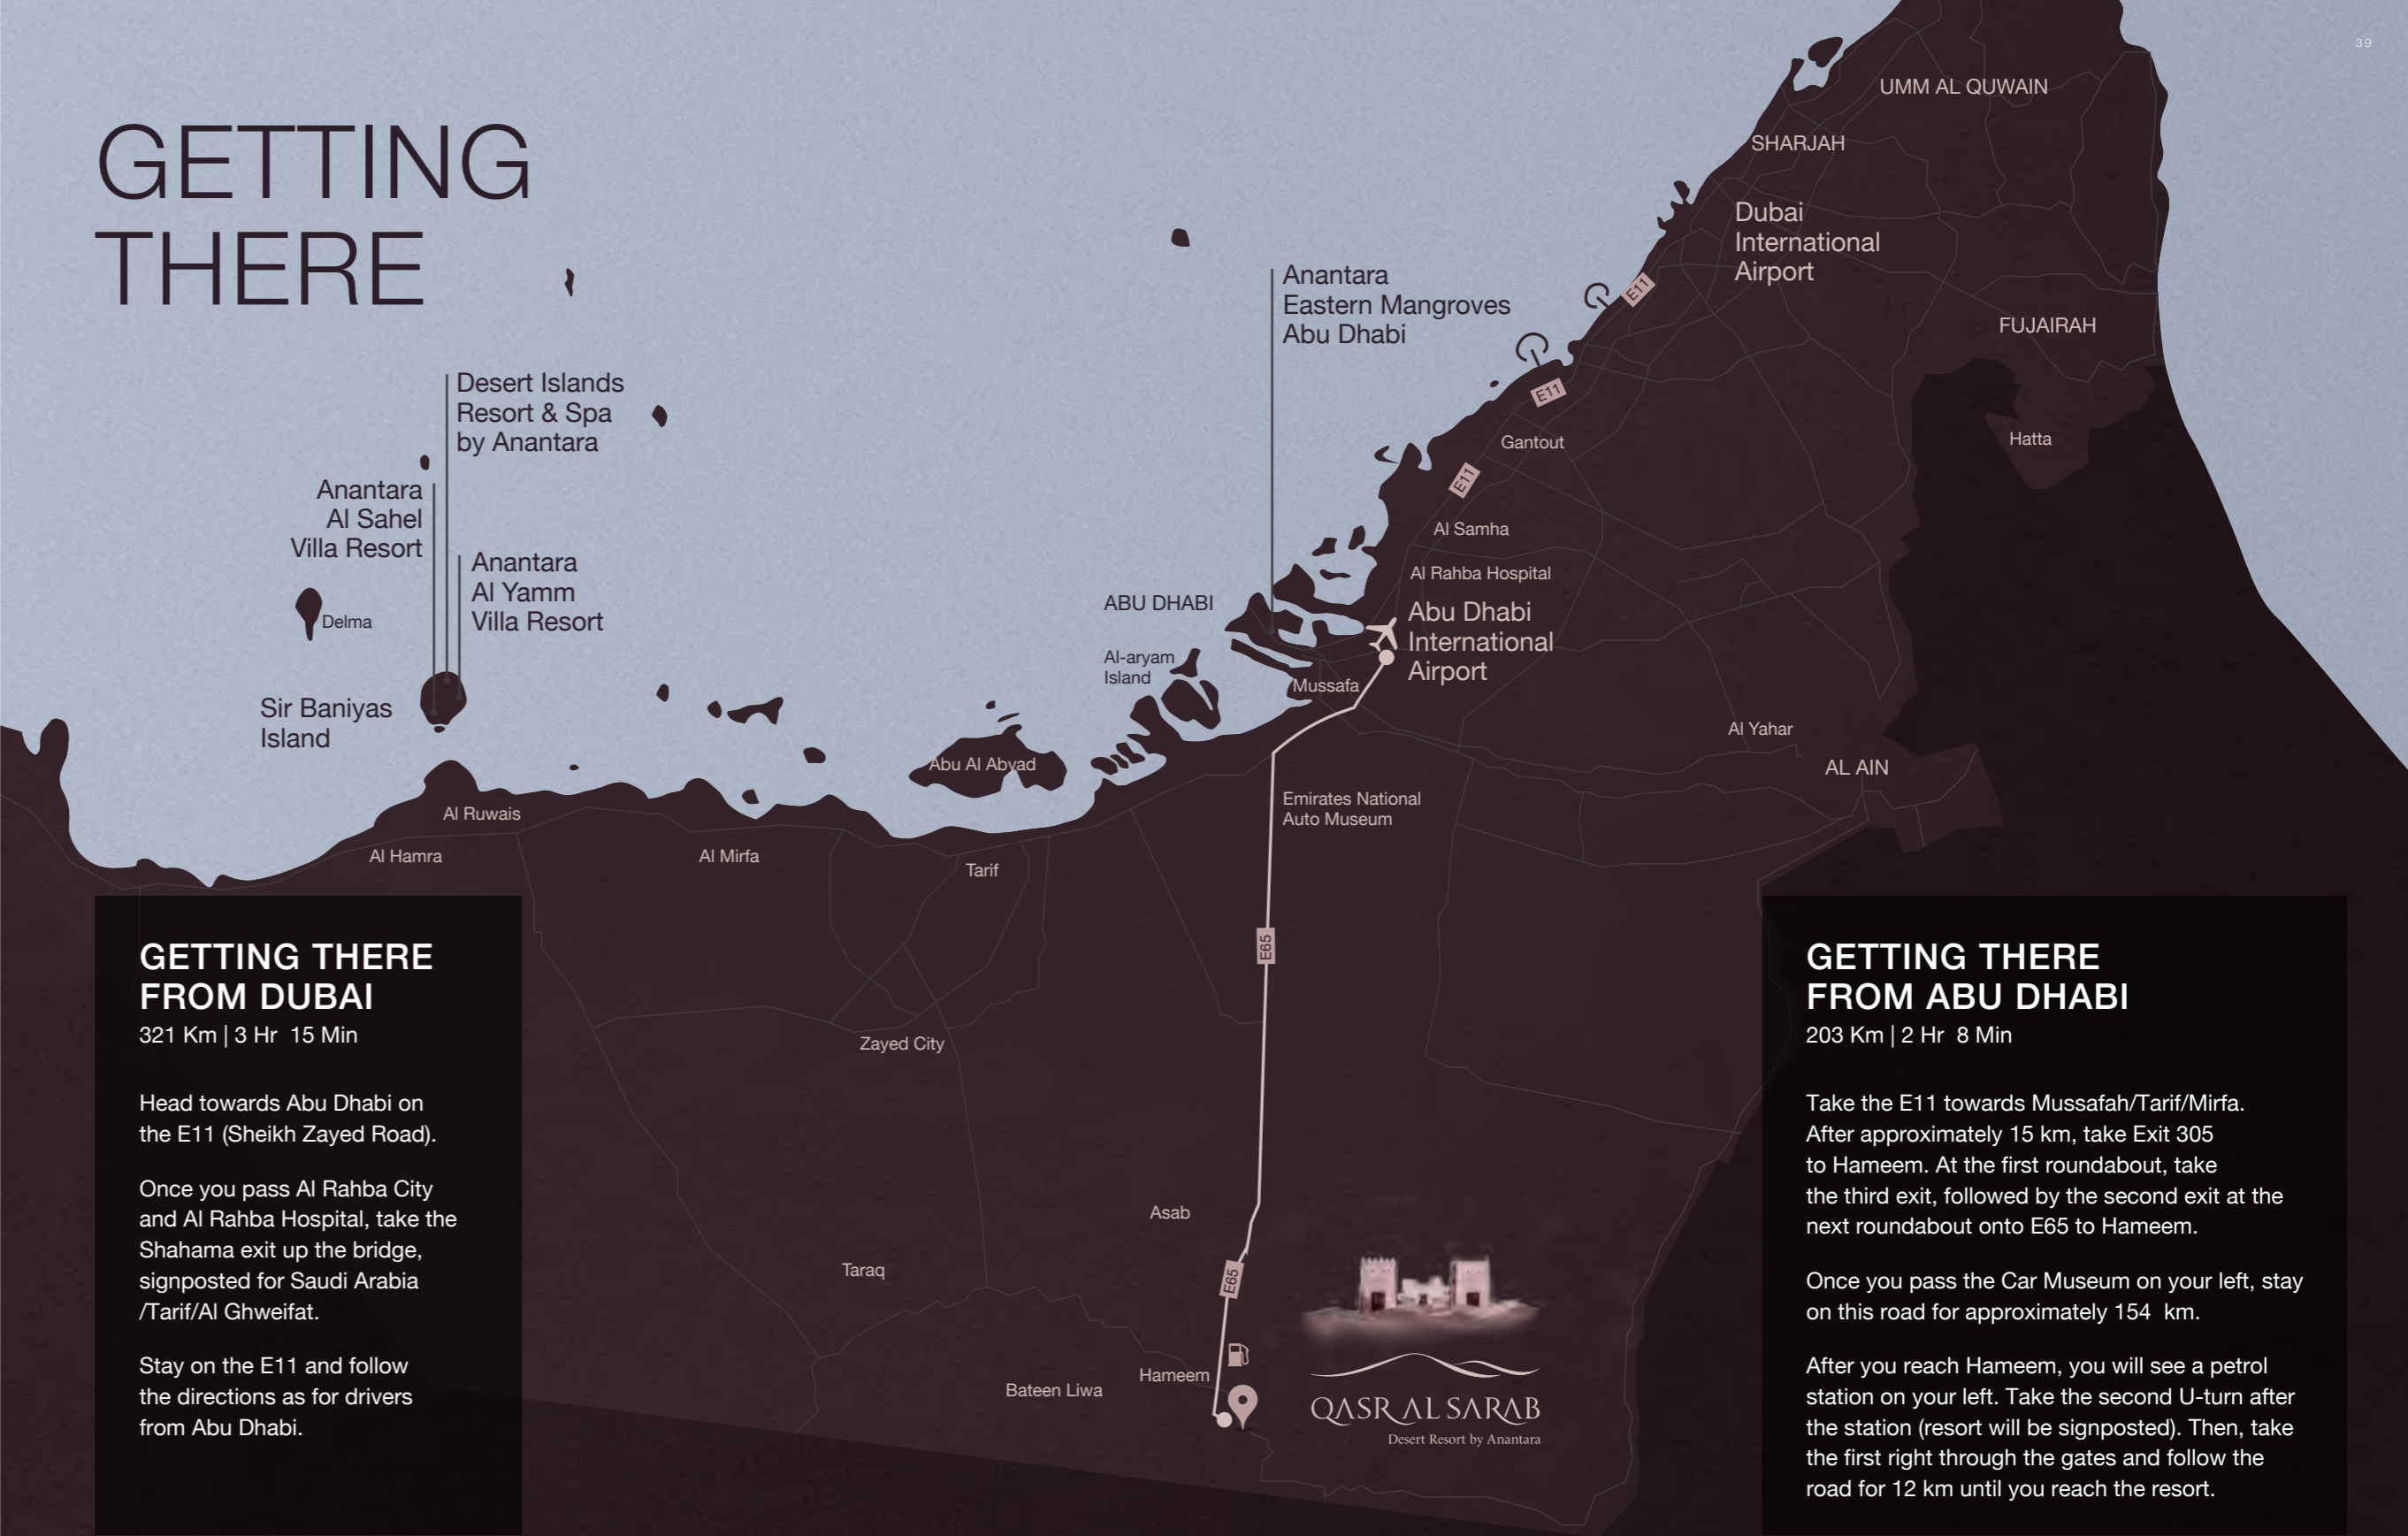 39
GETTING
THERE
UMM AL QUWAIN
SHARJAH
Dubai
International
Airport
E11
FUJAIRAH
Anantara
Eastern Mangroves
Abu Dhabi
E11
Desert Islands
Resort & Spa
by Anantara
Gantout
Hatta
E11
Anantara
Al Sahel
Villa Resort
Al Samha
Anantara
Al Yamm
Villa Resort
Al Rahba Hospital
ABU DHABI
Abu Dhabi
International
Airport
Delma
Al-aryam
Island
Mussafa
Sir Baniyas
Island
Al Yahar
Abu Al Abyad
AL AIN
Emirates National
Auto Museum
Al Ruwais
Al Hamra
Al Mirfa
Tarif
E65
Zayed City
Asab
Taraq
E65
Hameem
Bateen Liwa
QASR AL SARAB
Desert Resort by Anantara
GETTING THERE
FROM DUBAI
321 Km | 3 Hr 15 Min
Head towards Abu Dhabi on
the E11 (Sheikh Zayed Road).
Once you pass Al Rahba City
and Al Rahba Hospital, take the
Shahama exit up the bridge,
signposted for Saudi Arabia
/Tarif/Al Ghweifat.
Stay on the E11 and follow
the directions as for drivers
from Abu Dhabi.
GETTING THERE
FROM ABU DHABI
203 Km | 2 Hr 8 Min
Take the E11 towards Mussafah/Tarif/Mirfa.
After approximately 15 km, take Exit 305
to Hameem. At the first roundabout, take
the third exit, followed by the second exit at the
next roundabout onto E65 to Hameem.
Once you pass the Car Museum on your left, stay
on this road for approximately 154 km.
After you reach Hameem, you will see a petrol
station on your left. Take the second U-turn after
the station (resort will be signposted). Then, take
the first right through the gates and follow the
road for 12 km until you reach the resort.